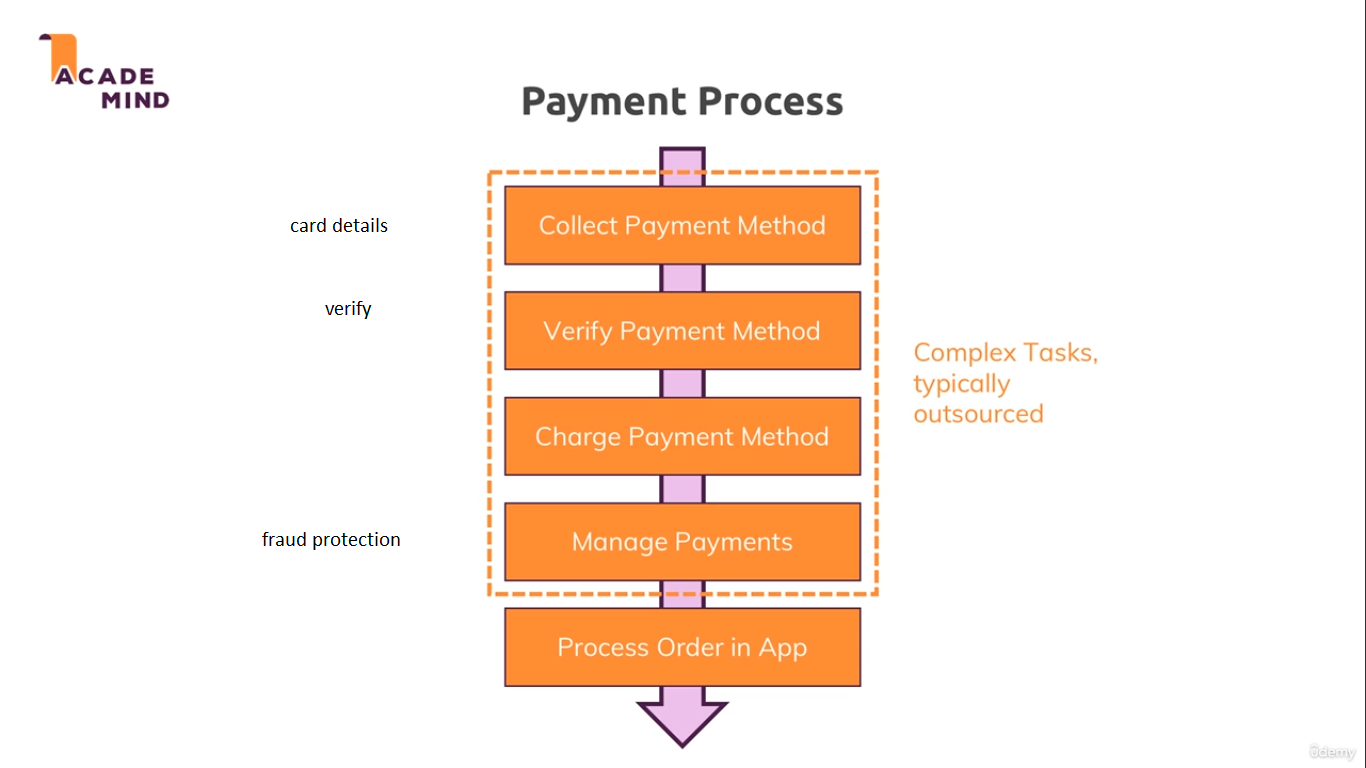 ACADE
MIND
Payment Process
card details
Collect Payment Method
verify
Verify Payment Method
Complex Tasks,
typically
outsourced
Charge Payment Method
fraud protection
Manage Payments
Process Order in App
ûdemy